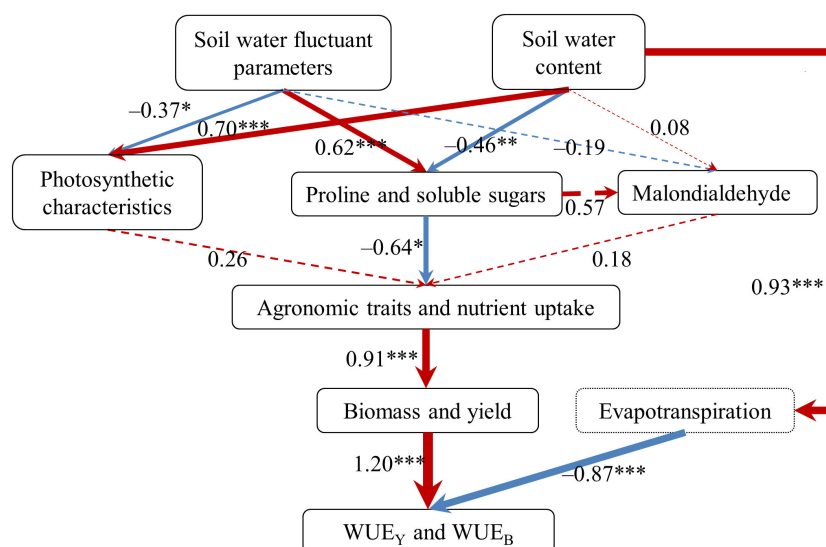 Soil water fluctuant
parameters
Soil water
content
–0.37*
0.70***
0.62***
–0.46**
–0.19
0.08
Photosynthetic
characteristics
Proline and soluble sugars
0.57
Malondialdehyde
0.26
–0.64*
0.18
0.93***
Agronomic traits and nutrient uptake
0.91***
Biomass and yield
Evapotranspiration
1.20***
–0.87***
WUE_Y and WUE_B